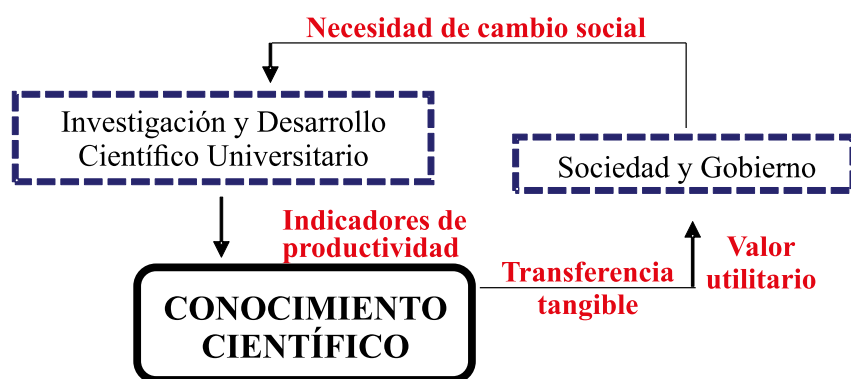 Necesidad de cambio social
Investigación y Desarrollo
Científico Universitario
Sociedad y Gobierno
Indicadores de
productividad
Transferencia
tangible
Valor
utilitario
CONOCIMIENTO
CIENTÍFICO